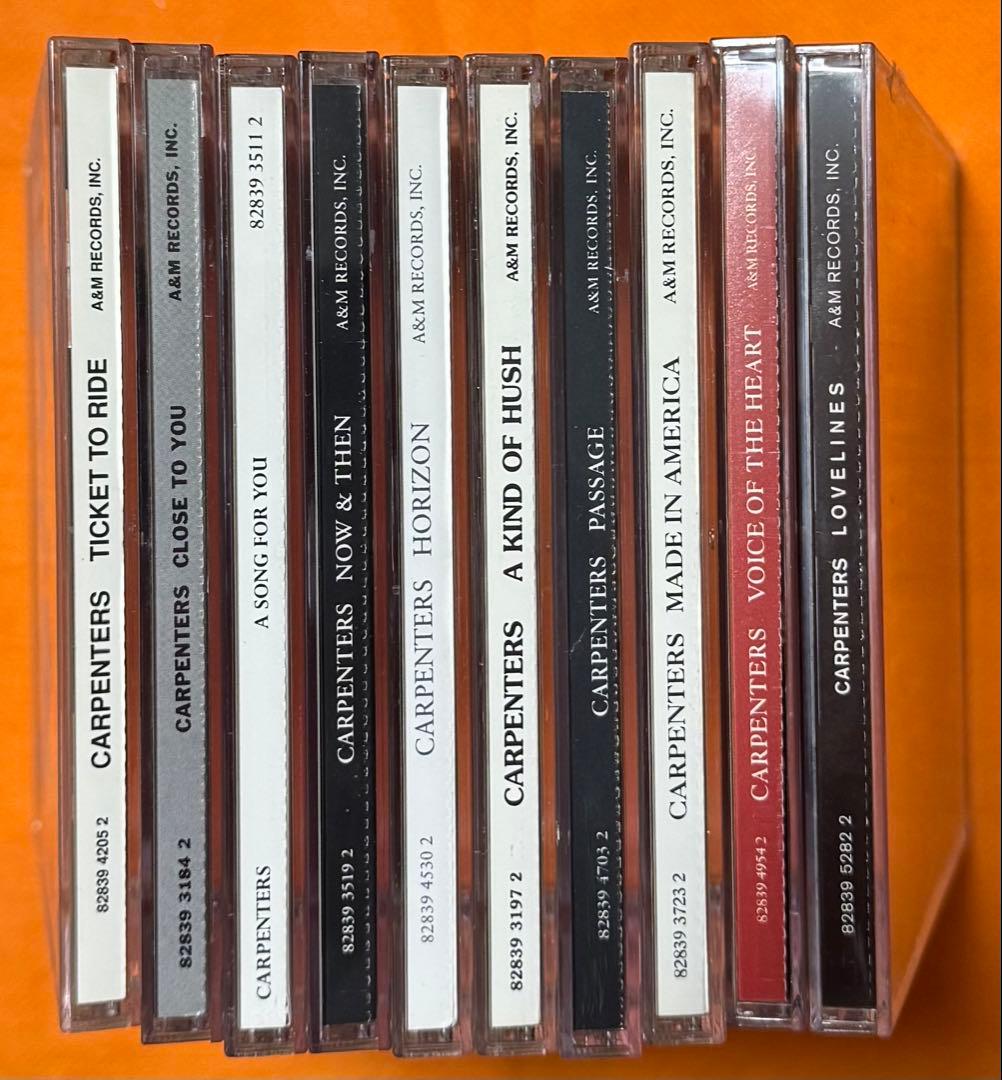 82839 4205 2 CARPENTERS TICKET TO RIDE A&M RECORDS, INC.
82839 3184 2 CARPENTERS CLOSE TO YOU A&M RECORDS, INC.
CARPENTERS A SONG FOR YOU 82839 3511 2
82839 3519 2 CARPENTERS NOW & THEN A&M RECORDS, INC.
82839 4530 2 CARPENTERS HORIZON A&M RECORDS, INC.
82839 3197 2 CARPENTERS A KIND OF HUSH A&M RECORDS, INC.
82839 4703 2 CARPENTERS PASSAGE A&M RECORDS, INC.
82839 3723 2 CARPENTERS MADE IN AMERICA A&M RECORDS, INC.
82839 4954 2 CARPENTERS VOICE OF THE HEART A&M RECORDS, INC.
82839 5282 2 CARPENTERS LOVELINES A&M RECORDS, INC.